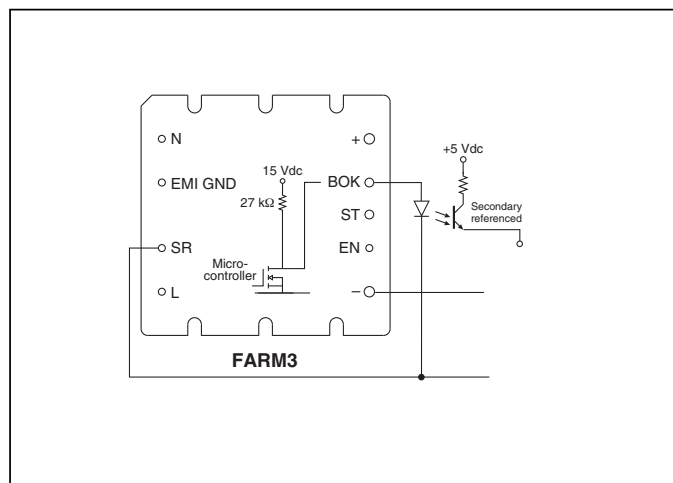 N
+
+5 Vdc
15 Vdc
EMI GND
BOK
27 kΩ
Secondary
referenced
ST
SR
EN
Micro-
controller
L
–
FARM3